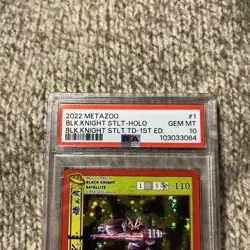 2022 METAZOO #1
BLK.KNIGHT STLT-HOLO GEM MT
BLK.KNIGHT STLT.TD-1ST ED. 10
PSA 103033064
BLACK KNIGHT
SATELLITE
110